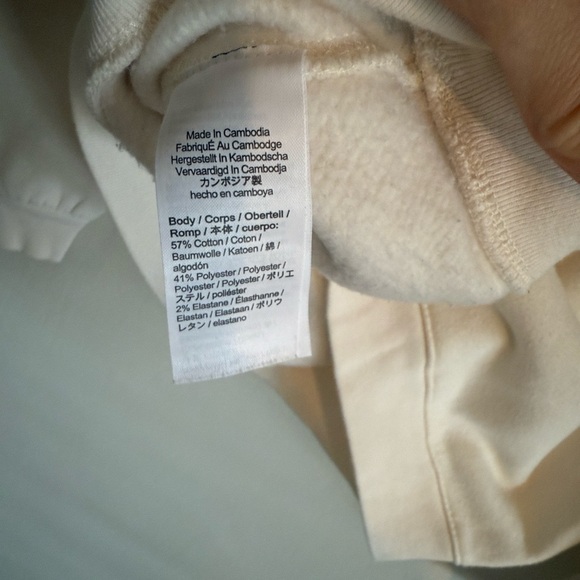 Made In Cambodia
FabriquÉ Au Cambodge
Hergestellt In Kambodscha
Vervaardigd In Cambodja
カンボジア製
hecho en camboya
Body / Corps / Oberteil /
Romp / 本体 / cuerpo:
57% Cotton / Coton /
Baumwolle / Katoen / 綿 /
algodón
41% Polyester / Polyester /
Polyester / Polyester / ポリエ
ステル / poliéster
2% Elastane / Élasthanne /
Elastan / Elastaan / ポリウ
レタン / elastano